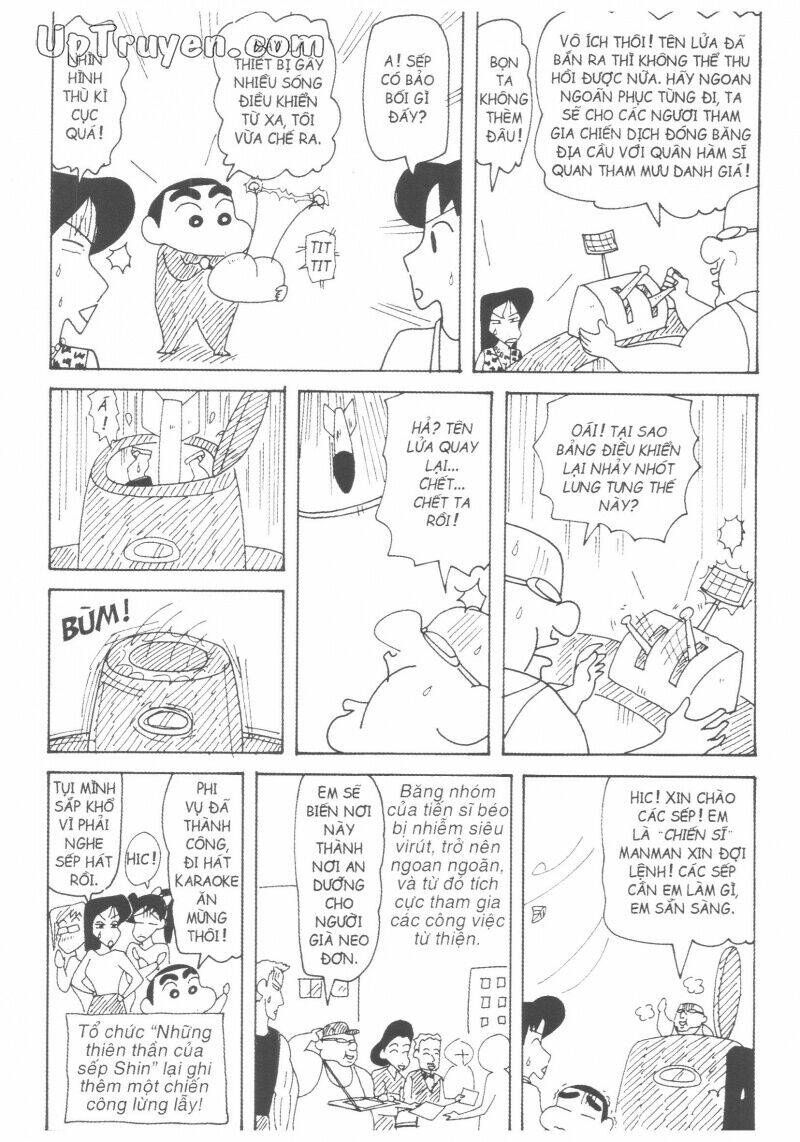 UpTruyen.com
VÔ ÍCH THÔI! TÊN LỬA ĐÃ
BẮN RA THÌ KHÔNG THỂ THU
HỒI ĐƯỢC NỮA. HÃY NGOAN
NGOÃN PHỤC TÙNG ĐI, TA
SẼ CHO CÁC NGƯƠI THAM
GIA CHIẾN DỊCH ĐÓNG BĂNG
ĐỊA CẦU VỚI QUÂN HÀM SĨ
QUAN THAM MƯU DANH GIÁ!
BỌN
TA
KHÔNG
THÈM
ĐÂU!
A! SẾP
CÓ BẢO
BỐI GÌ
ĐẤY?
THIẾT BỊ GÂY
NHIỄU SÓNG
ĐIỀU KHIỂN
TỪ XA, TÔI
VỪA CHẾ RA.
TIT
TIT
NHÌN
HÌNH
THÙ KÌ
CỤC
QUÁ!
OÁI! TẠI SAO
BẢNG ĐIỀU KHIỂN
LẠI NHẢY NHÓT
LUNG TUNG THẾ
NÀY?
HẢ? TÊN
LỬA QUAY
LẠI...
CHẾT...
CHẾT TA
RỒI!
Á!
BÙM!
HIC! XIN CHÀO
CÁC SẾP! EM
LÀ "CHIẾN SĨ"
MANMAN XIN ĐỢI
LỆNH! CÁC SẾP
CẦN EM LÀM GÌ,
EM SẴN SÀNG.
Băng nhóm
của tiến sĩ béo
bị nhiễm siêu
virút, trở nên
ngoan ngoãn,
và từ đó tích
cực tham gia
các công việc
từ thiện.
EM SẼ
BIẾN NƠI
NÀY
THÀNH
NƠI AN
DƯỠNG
CHO
NGƯỜI
GIÀ NEO
ĐƠN.
PHI
VỤ ĐÃ
THÀNH
CÔNG,
ĐI HÁT
KARAOKE
ĂN
MỪNG
THÔI!
HIC!
TỤI MÌNH
SẮP KHỔ
VÌ PHẢI
NGHE
SẾP HÁT
RỒI.
Tổ chức "Những
thiên thần của
sếp Shin" lại ghi
thêm một chiến
công lừng lẫy!